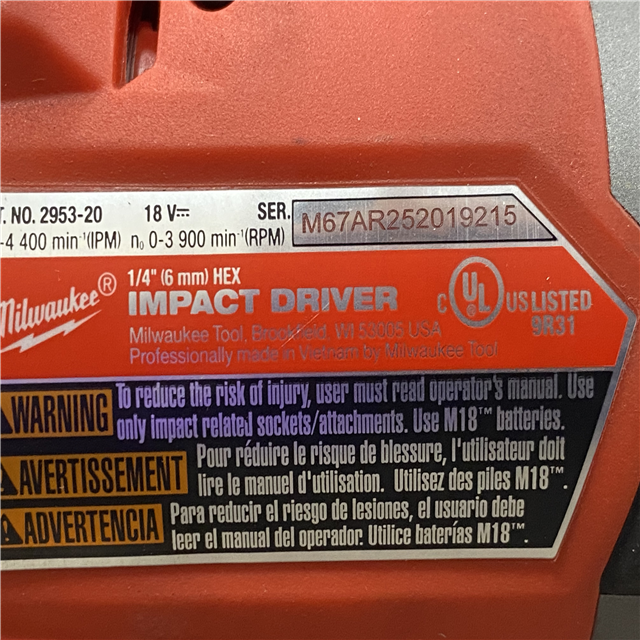 T. NO. 2953-20 18 V⎓ SER. M67AR252019215
-4 400 min⁻¹(IPM) n₀ 0-3 900 min⁻¹(RPM)
Milwaukee® 1/4" (6 mm) HEX
IMPACT DRIVER
Milwaukee Tool, Brookfield, WI 53005 USA
Professionally made in Vietnam by Milwaukee Tool
C UL US LISTED
9R31
WARNING To reduce the risk of injury, user must read operator's manual. Use
only impact related sockets/attachments. Use M18™ batteries.
AVERTISSEMENT Pour réduire le risque de blessure, l'utilisateur doit
lire le manuel d'utilisation. Utilisez des piles M18™.
ADVERTENCIA Para reducir el riesgo de lesiones, el usuario debe
leer el manual del operador. Utilice baterías M18™.